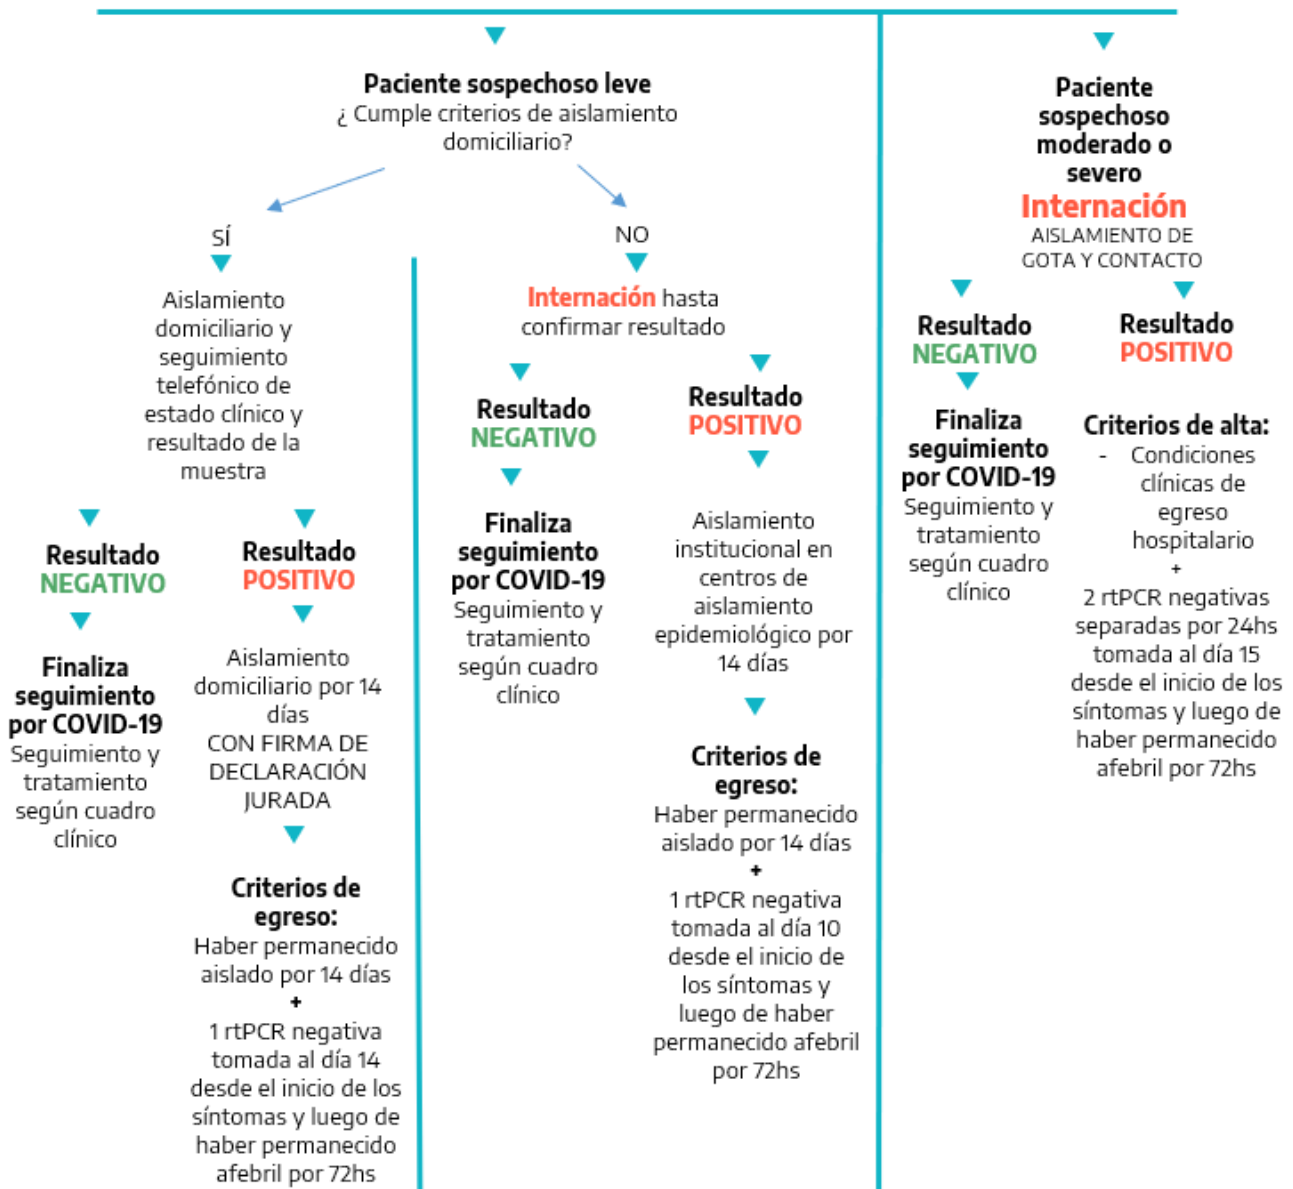 Paciente sospechoso leve
¿ Cumple criterios de aislamiento
domiciliario?
SÍ
Aislamiento
domiciliario y
seguimiento
telefónico de
estado clínico y
resultado de la
muestra
Resultado
NEGATIVO
Finaliza
seguimiento
por COVID-19
Seguimiento y
tratamiento
según cuadro
clínico
Resultado
POSITIVO
Aislamiento
domiciliario por 14
días
CON FIRMA DE
DECLARACIÓN
JURADA
Criterios de
egreso:
Haber permanecido
aislado por 14 días
+
1 rtPCR negativa
tomada al día 14
desde el inicio de los
síntomas y luego de
haber permanecido
afebril por 72hs
NO
Internación hasta
confirmar resultado
Resultado
NEGATIVO
Finaliza
seguimiento
por COVID-19
Seguimiento y
tratamiento
según cuadro
clínico
Resultado
POSITIVO
Aislamiento
institucional en
centros de
aislamiento
epidemiológico por
14 días
Criterios de
egreso:
Haber permanecido
aislado por 14 días
+
1 rtPCR negativa
tomada al día 10
desde el inicio de
los síntomas y
luego de haber
permanecido afebril
por 72hs
Paciente
sospechoso
moderado o
severo
Internación
AISLAMIENTO DE
GOTA Y CONTACTO
Resultado
NEGATIVO
Finaliza
seguimiento
por COVID-19
Seguimiento y
tratamiento
según cuadro
clínico
Resultado
POSITIVO
Criterios de alta:
- Condiciones
clínicas de
egreso
hospitalario
+
2 rtPCR negativas
separadas por 24hs
tomada al día 15
desde el inicio de los
síntomas y luego de
haber permanecido
afebril por 72hs